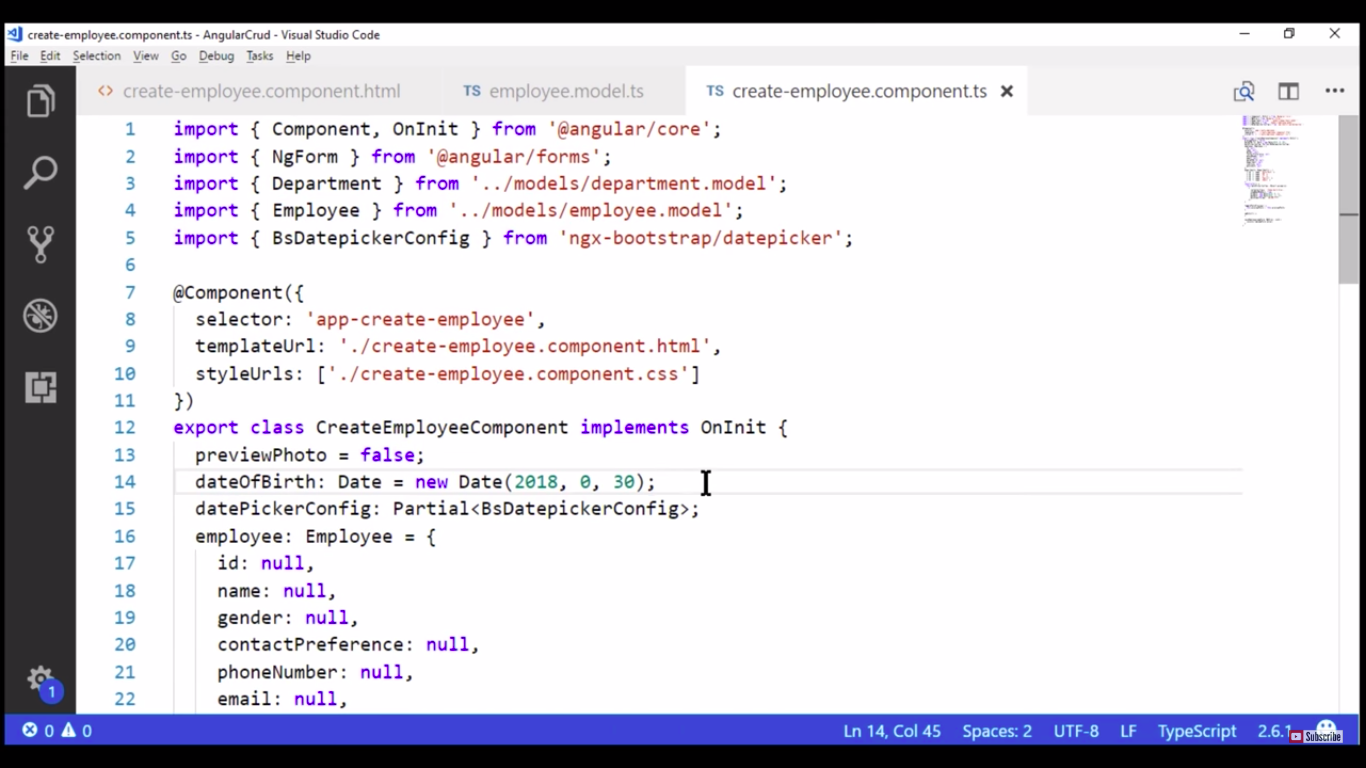 create-employee.component.ts - AngularCrud - Visual Studio Code
File Edit Selection View Go Debug Tasks Help
create-employee.component.html TS employee.model.ts TS create-employee.component.ts
1 import { Component, OnInit } from '@angular/core';
2 import { NgForm } from '@angular/forms';
3 import { Department } from '../models/department.model';
4 import { Employee } from '../models/employee.model';
5 import { BsDatepickerConfig } from 'ngx-bootstrap/datepicker';
6
7 @Component({
8 selector: 'app-create-employee',
9 templateUrl: './create-employee.component.html',
10 styleUrls: ['./create-employee.component.css']
11 })
12 export class CreateEmployeeComponent implements OnInit {
13 previewPhoto = false;
14 dateOfBirth: Date = new Date(2018, 0, 30);
15 datePickerConfig: Partial<BsDatepickerConfig>;
16 employee: Employee = {
17 id: null,
18 name: null,
19 gender: null,
20 contactPreference: null,
21 phoneNumber: null,
22 email: null,
1
0 0 Ln 14, Col 45 Spaces: 2 UTF-8 LF TypeScript 2.6.1 Subscribe